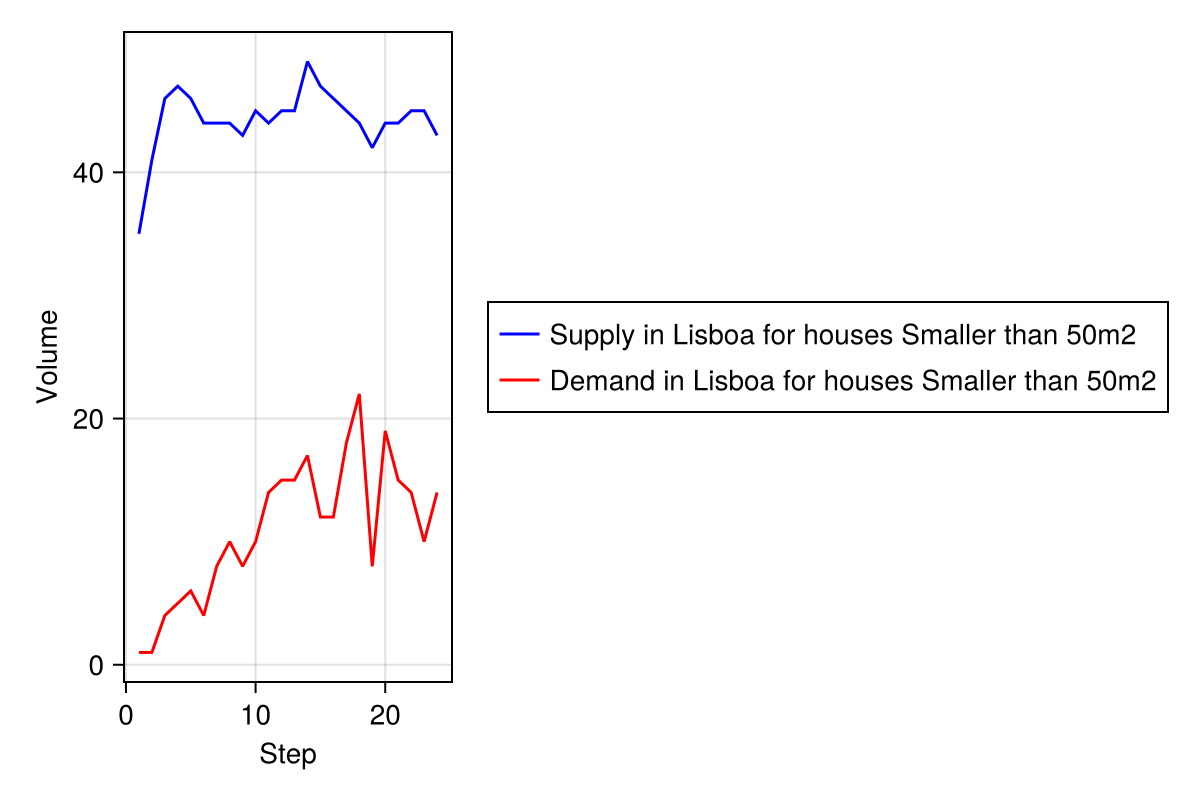 Volume
40
20
0
0
10
20
Step
Supply in Lisboa for houses Smaller than 50m2
Demand in Lisboa for houses Smaller than 50m2